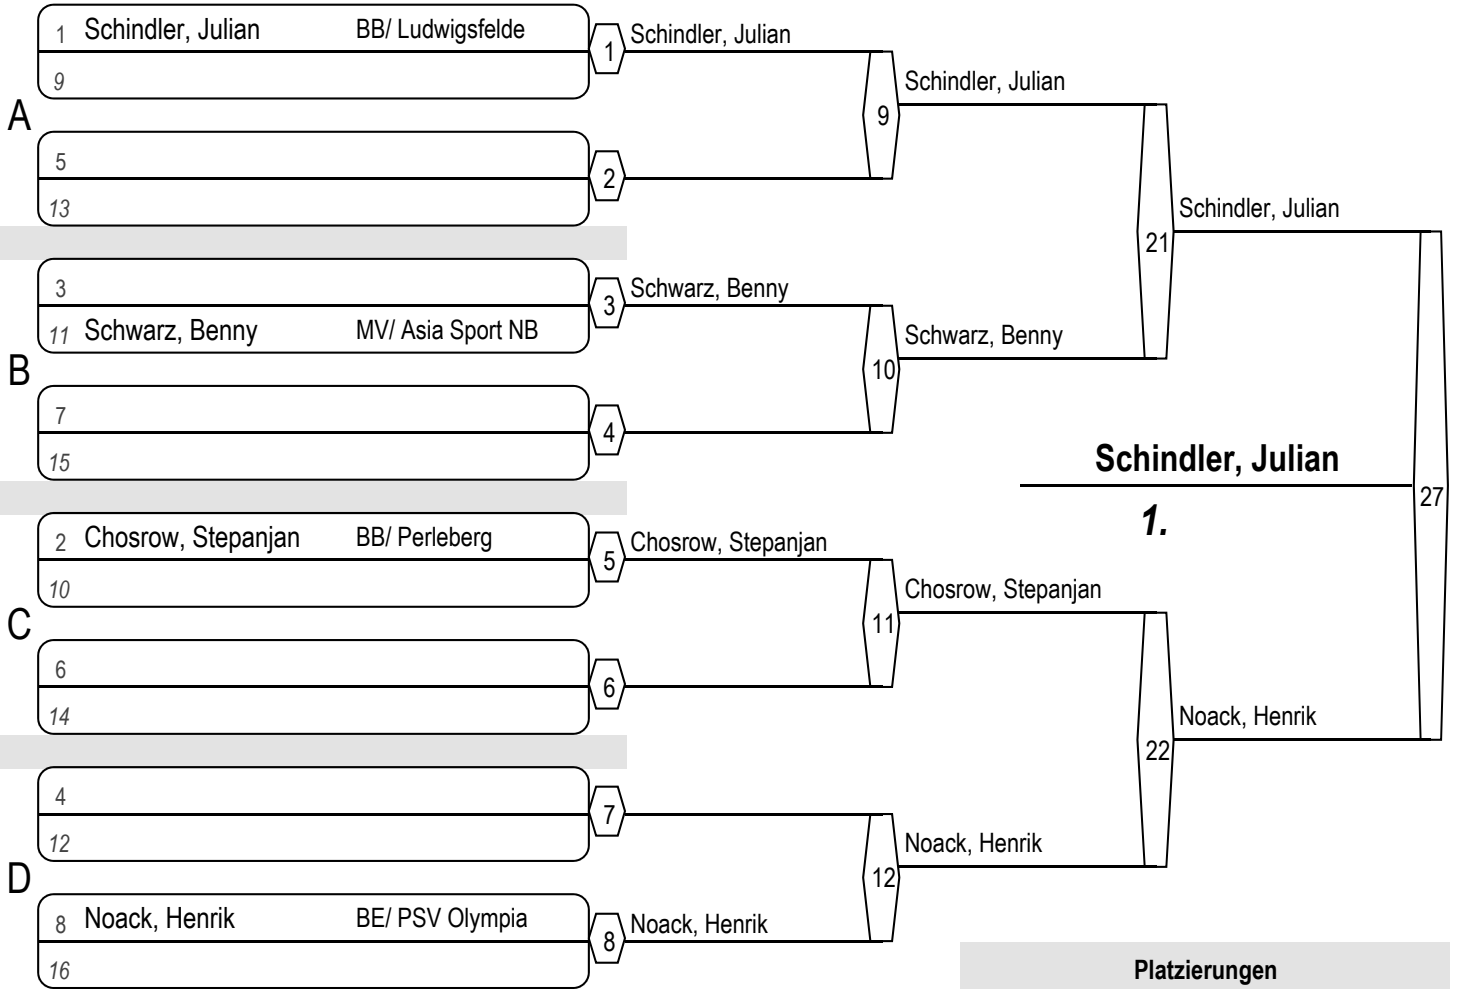 1 Schindler, Julian BB/ Ludwigsfelde
9
1
Schindler, Julian
A
5
13
2
9
Schindler, Julian
3
11 Schwarz, Benny MV/ Asia Sport NB
3
Schwarz, Benny
B
7
15
4
10
Schwarz, Benny
21
Schindler, Julian
2 Chosrow, Stepanjan BB/ Perleberg
10
5
Chosrow, Stepanjan
C
6
14
6
11
Chosrow, Stepanjan
4
12
7
D
8 Noack, Henrik BE/ PSV Olympia
16
8
Noack, Henrik
12
Noack, Henrik
22
Noack, Henrik
27
Schindler, Julian
1.
Platzierungen